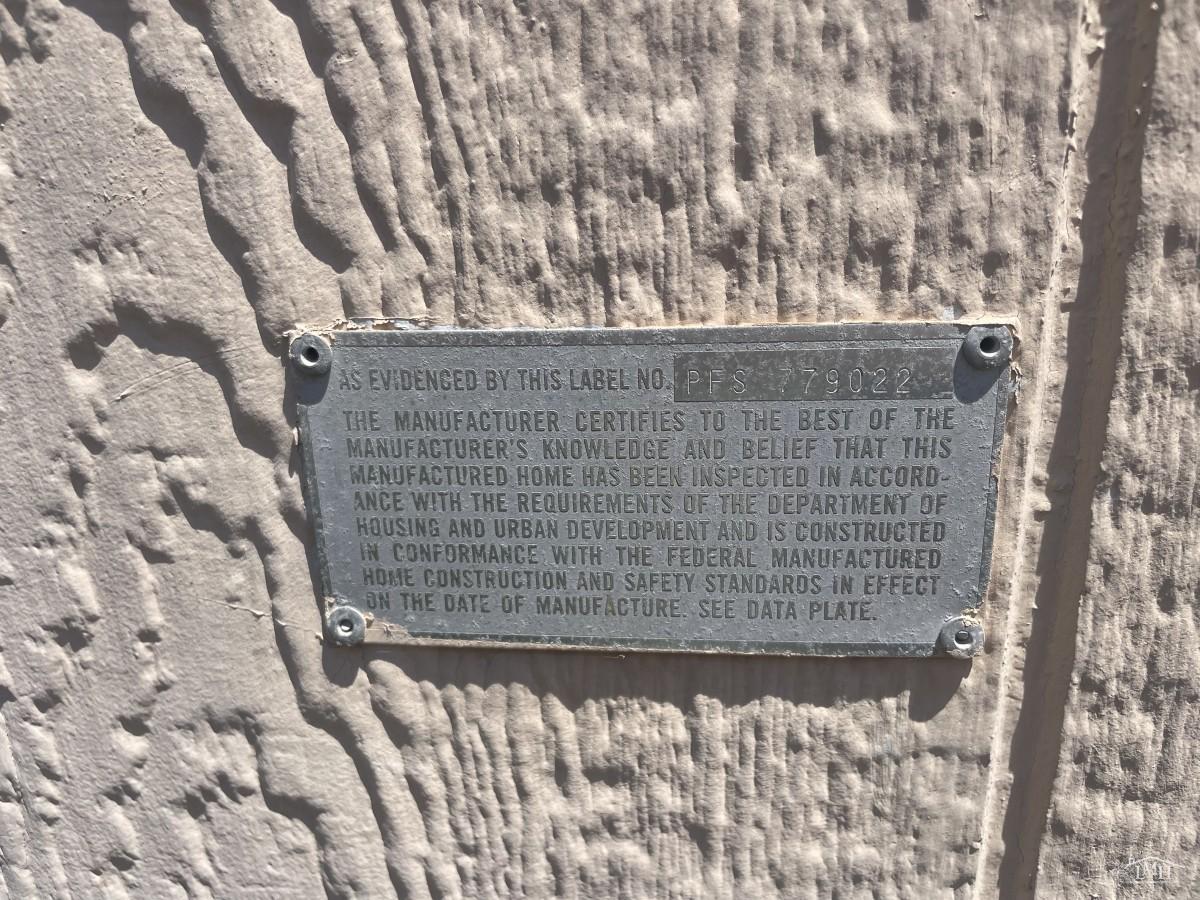 AS EVIDENCED BY THIS LABEL NO. PFS 779022
THE MANUFACTURER CERTIFIES TO THE BEST OF THE
MANUFACTURER'S KNOWLEDGE AND BELIEF THAT THIS
MANUFACTURED HOME HAS BEEN INSPECTED IN ACCORD-
ANCE WITH THE REQUIREMENTS OF THE DEPARTMENT OF
HOUSING AND URBAN DEVELOPMENT AND IS CONSTRUCTED
IN CONFORMANCE WITH THE FEDERAL MANUFACTURED
HOME CONSTRUCTION AND SAFETY STANDARDS IN EFFECT
ON THE DATE OF MANUFACTURE. SEE DATA PLATE.